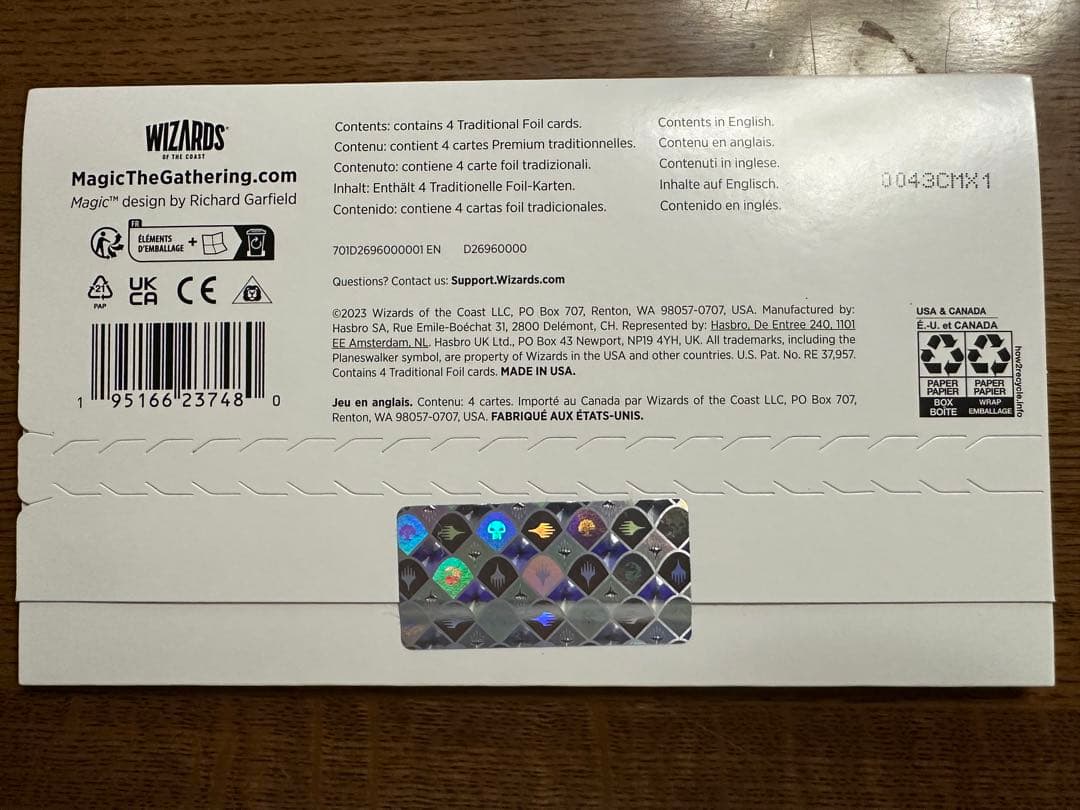 WIZARDS
OF THE COAST
MagicTheGathering.com
Magic™ design by Richard Garfield
FR
ÉLÉMENTS
D'EMBALLAGE +
21
PAP
UK
CA
CE
1 95166 23748 0
Contents: contains 4 Traditional Foil cards.
Contenu: contient 4 cartes Premium traditionnelles.
Contenuto: contiene 4 carte foil tradizionali.
Inhalt: Enthält 4 Traditionelle Foil-Karten.
Contenido: contiene 4 cartas foil tradicionales.
Contents in English.
Contenu en anglais.
Contenuti in inglese.
Inhalte auf Englisch.
Contenido en inglés.
0043CMX1
701D2696000001 EN D26960000
Questions? Contact us: Support.Wizards.com
©2023 Wizards of the Coast LLC, PO Box 707, Renton, WA 98057-0707, USA. Manufactured by:
Hasbro SA, Rue Emile-Boéchat 31, 2800 Delémont, CH. Represented by: Hasbro, De Entree 240, 1101
EE Amsterdam, NL. Hasbro UK Ltd., PO Box 43 Newport, NP19 4YH, UK. All trademarks, including the
Planeswalker symbol, are property of Wizards in the USA and other countries. U.S. Pat. No. RE 37,957.
Contains 4 Traditional Foil cards. MADE IN USA.
Jeu en anglais. Contenu: 4 cartes. Importé au Canada par Wizards of the Coast LLC, PO Box 707,
Renton, WA 98057-0707, USA. FABRIQUÉ AUX ÉTATS-UNIS.
USA & CANADA
É.-U. et CANADA
PAPER
PAPIER
BOX
BOÎTE
PAPER
PAPIER
WRAP
EMBALLAGE
how2recycle.info